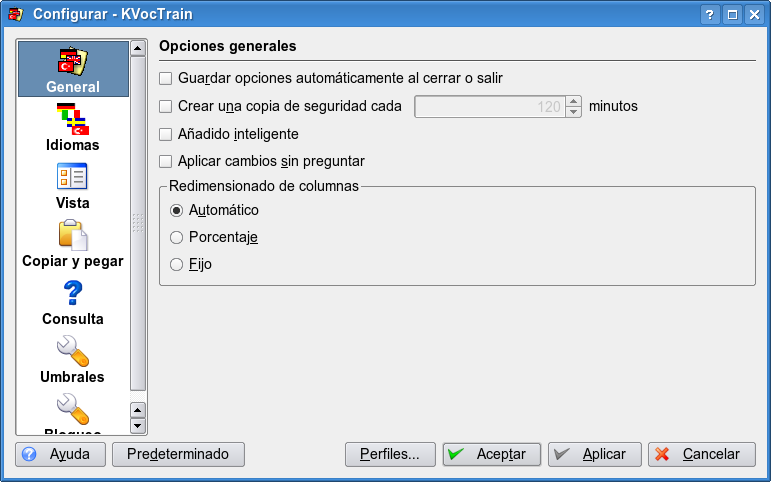 Configurar - KVocTrain
General
Idiomas
Vista
Copiar y pegar
Consulta
Umbrales
Opciones generales
Guardar opciones automáticamente al cerrar o salir
Crear una copia de seguridad cada 120 minutos
Añadido inteligente
Aplicar cambios sin preguntar
Redimensionado de columnas
Automático
Porcentaje
Fijo
Ayuda Predeterminado Perfiles... Aceptar Aplicar Cancelar